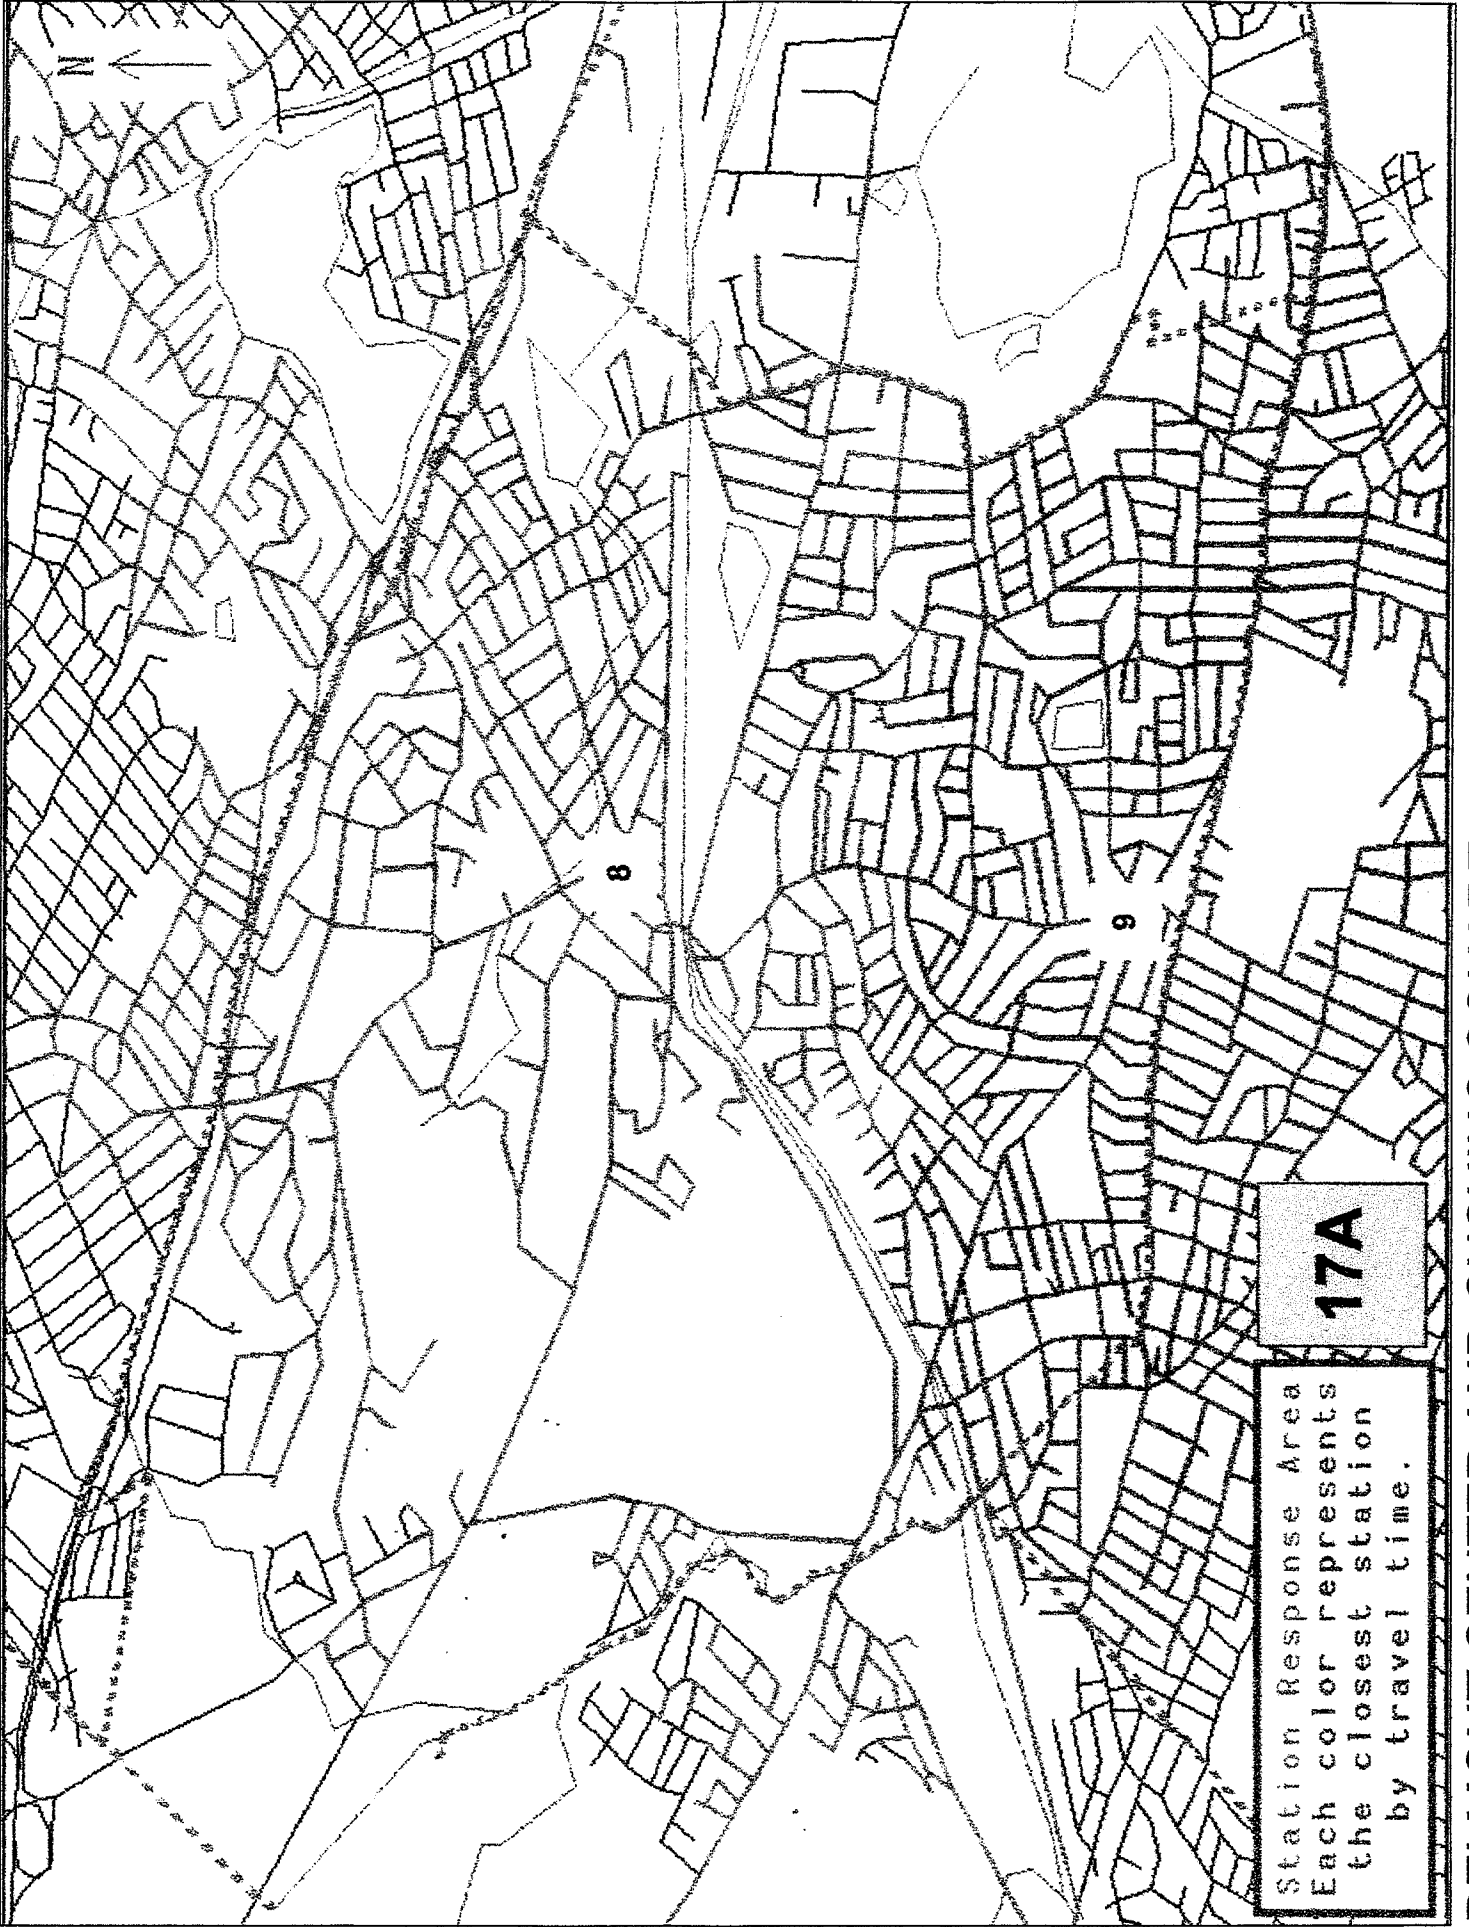 N
8
9
17A
Station Response Area
Each color represents
the closest station
by travel time.